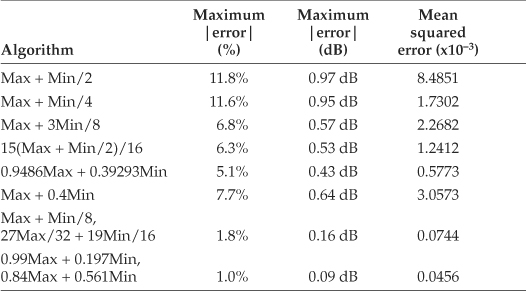 Algorithm Maximum |error| (%) Maximum |error| (dB) Mean squared error (x10⁻³)
Max + Min/2 11.8% 0.97 dB 8.4851
Max + Min/4 11.6% 0.95 dB 1.7302
Max + 3Min/8 6.8% 0.57 dB 2.2682
15(Max + Min/2)/16 6.3% 0.53 dB 1.2412
0.9486Max + 0.39293Min 5.1% 0.43 dB 0.5773
Max + 0.4Min 7.7% 0.64 dB 3.0573
Max + Min/8,
27Max/32 + 19Min/16 1.8% 0.16 dB 0.0744
0.99Max + 0.197Min,
0.84Max + 0.561Min 1.0% 0.09 dB 0.0456